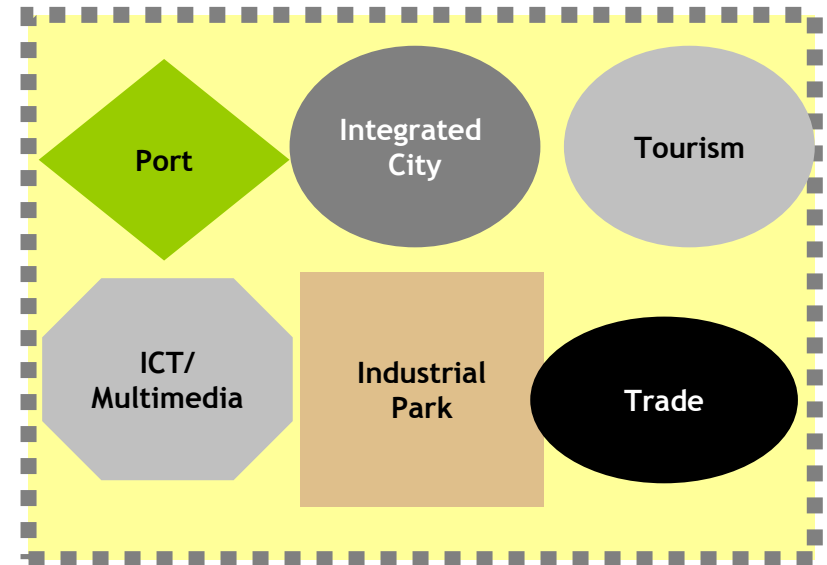 Port
Integrated
City
Tourism
ICT/
Multimedia
Industrial
Park
Trade